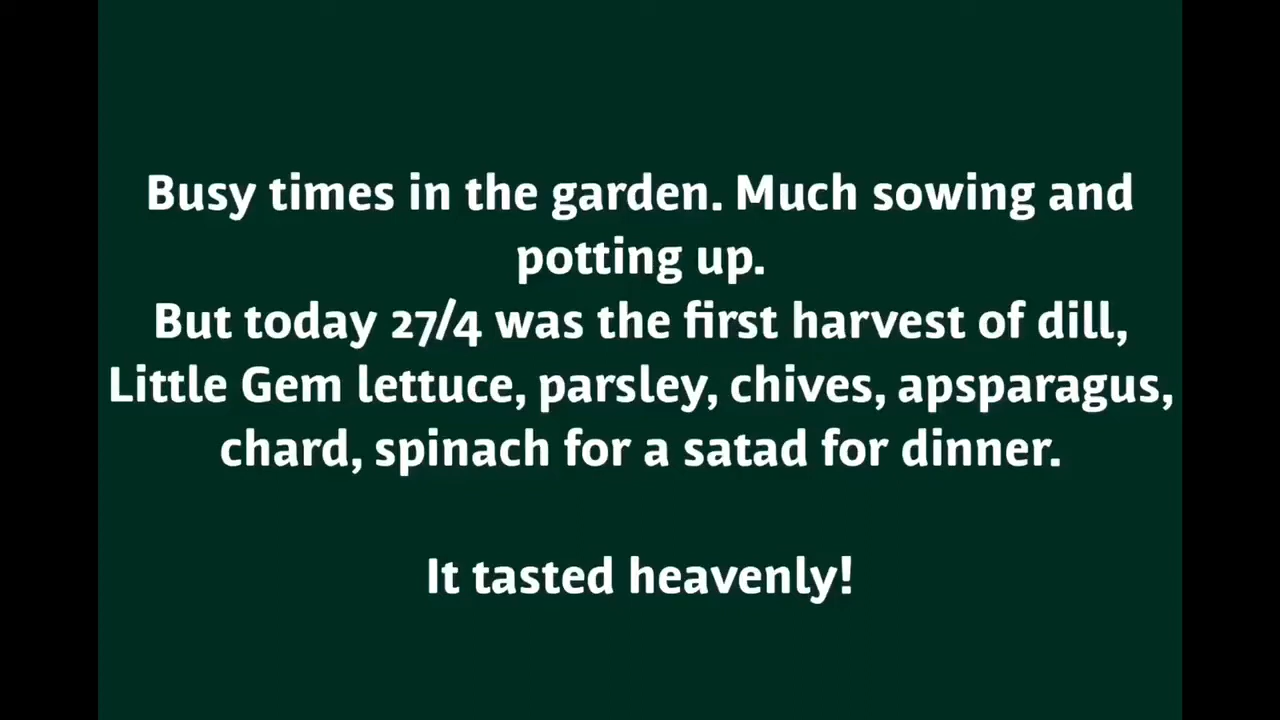 Busy times in the garden. Much sowing and
potting up.
But today 27/4 was the first harvest of dill,
Little Gem lettuce, parsley, chives, apsparagus,
chard, spinach for a satad for dinner.
It tasted heavenly!